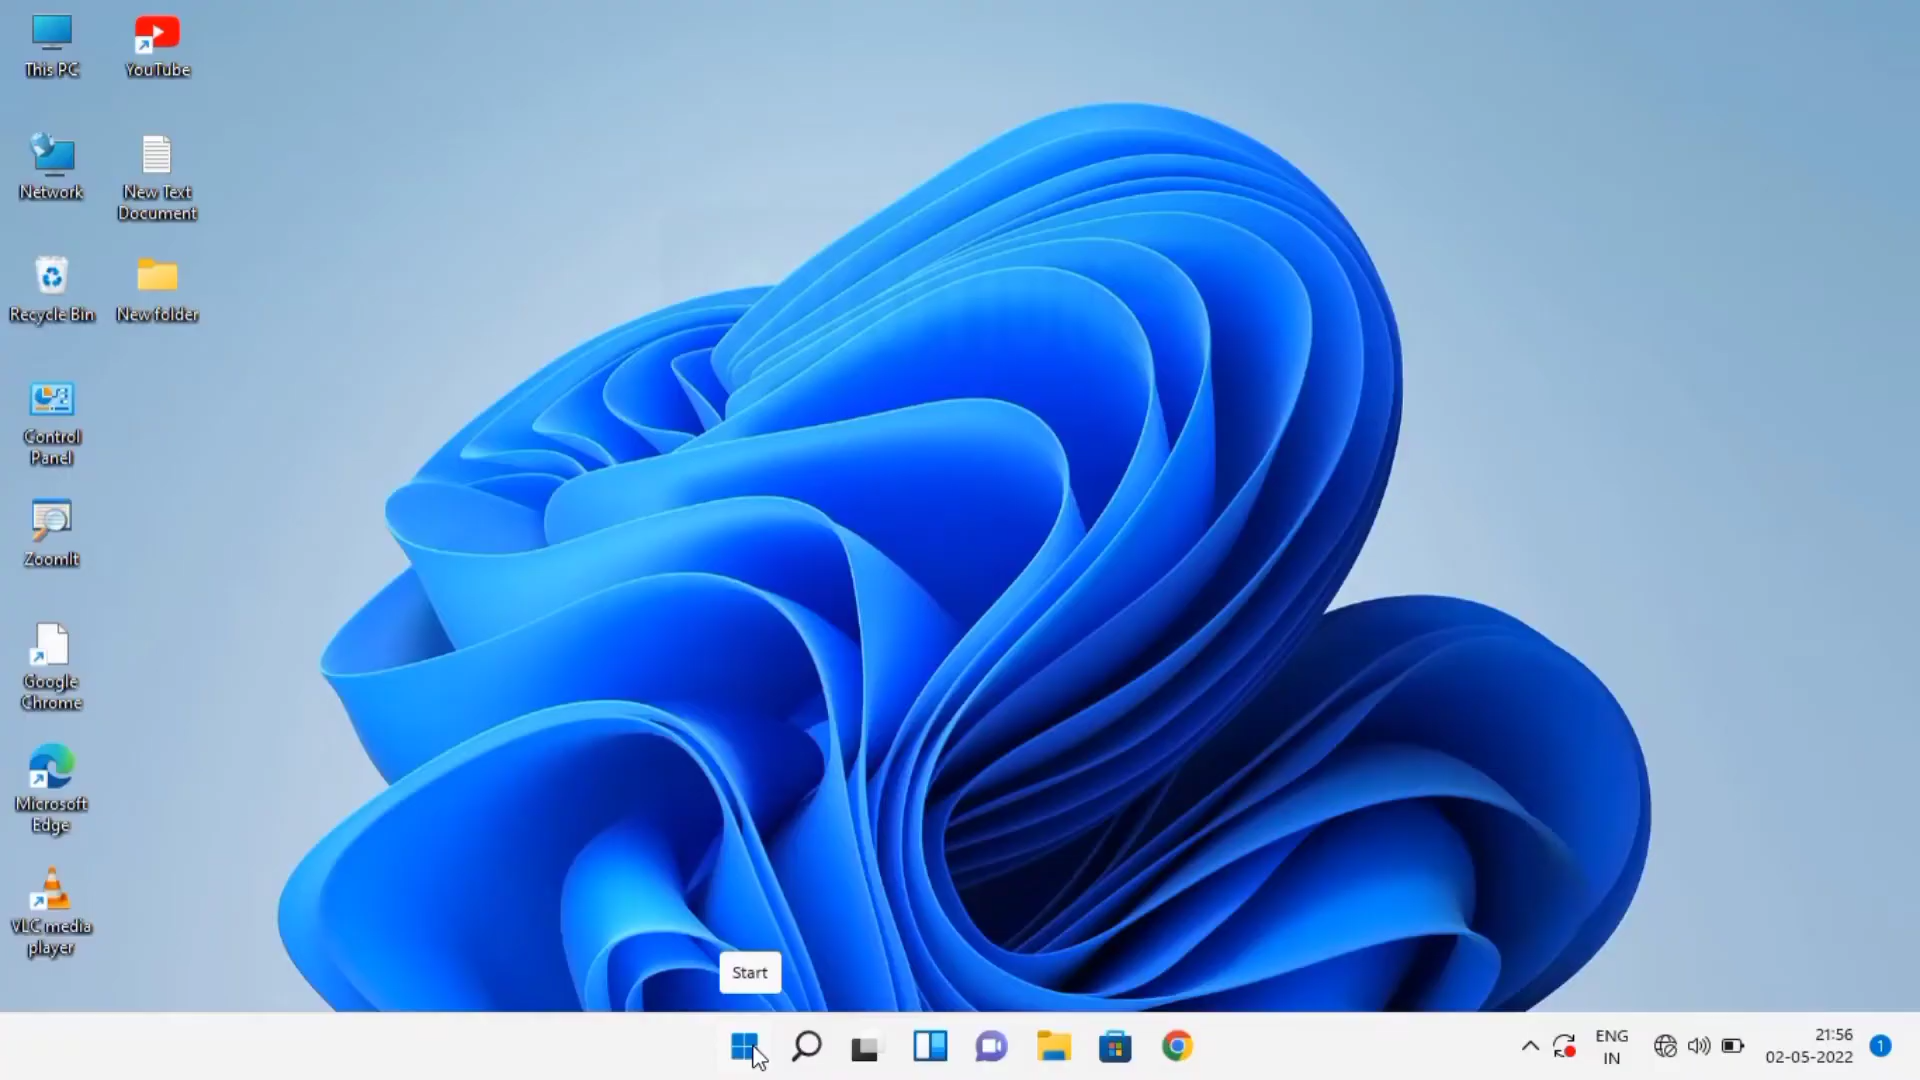 This PC
YouTube
Network
New Text
Document
Recycle Bin
New folder
Control
Panel
ZoomIt
Google
Chrome
Microsoft
Edge
VLC media
player
Start
ENG
IN
21:56
02-05-2022
1